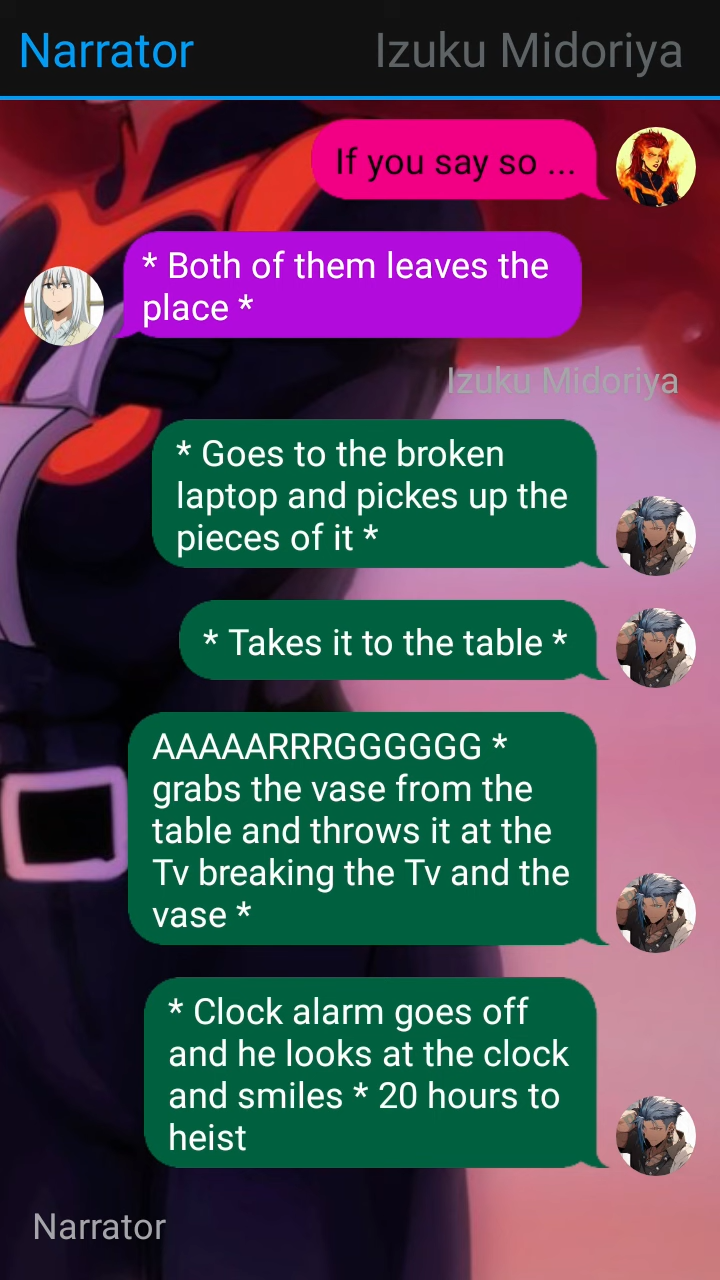 Narrator
Izuku Midoriya
If you say so ...
* Both of them leaves the
place *
Izuku Midoriya
* Goes to the broken
laptop and pickes up the
pieces of it *
* Takes it to the table *
AAAAARRRGGGGGG *
grabs the vase from the
table and throws it at the
Tv breaking the Tv and the
vase *
* Clock alarm goes off
and he looks at the clock
and smiles * 20 hours to
heist
Narrator